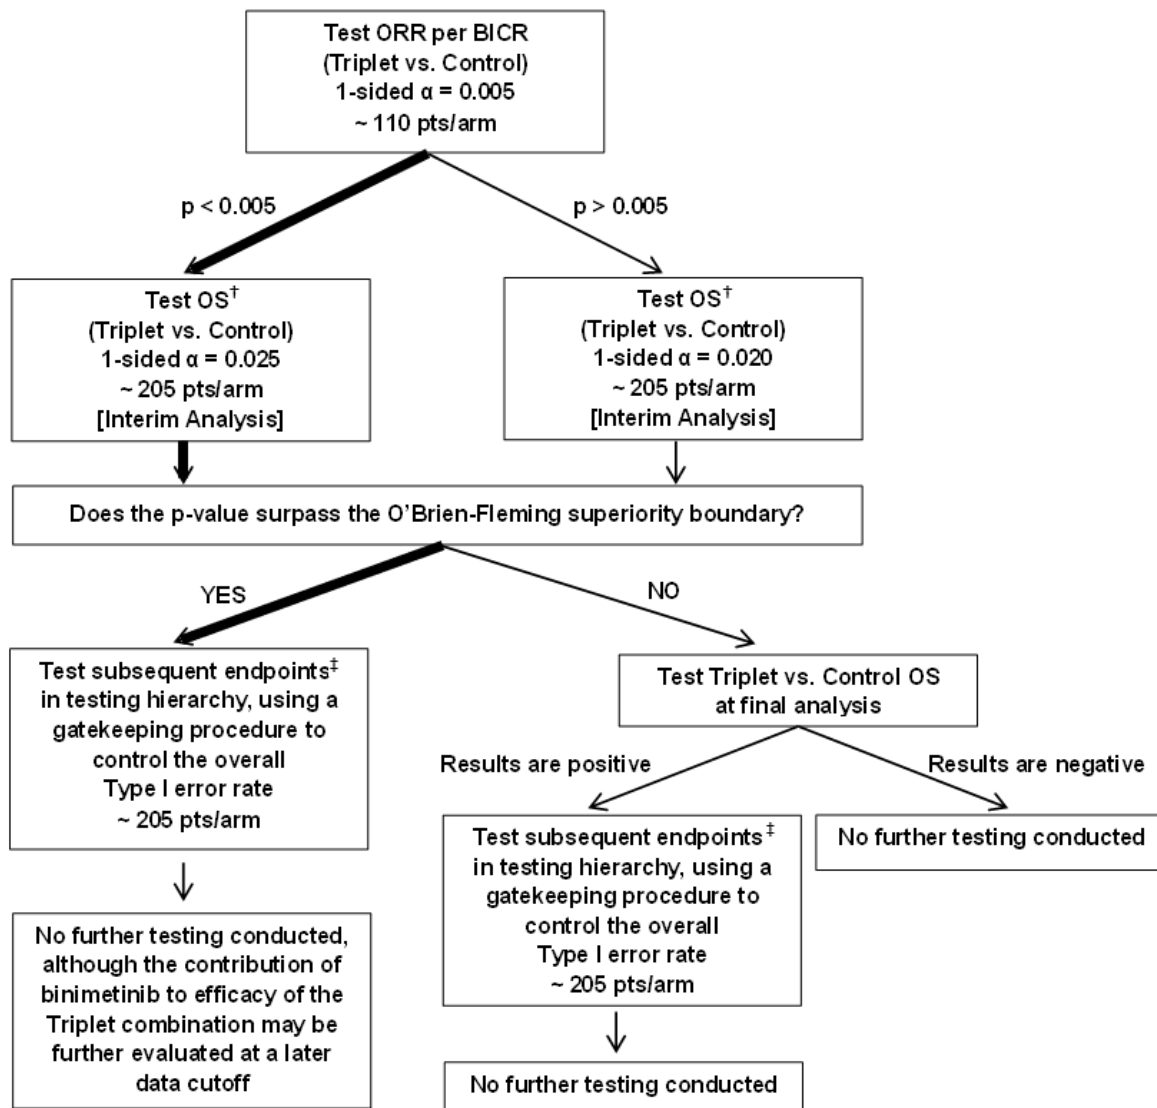 Test ORR per BICR
(Triplet vs. Control)
1-sided α = 0.005
~ 110 pts/arm
p < 0.005
p > 0.005
Test OS†
(Triplet vs. Control)
1-sided α = 0.025
~ 205 pts/arm
[Interim Analysis]
Test OS†
(Triplet vs. Control)
1-sided α = 0.020
~ 205 pts/arm
[Interim Analysis]
Does the p-value surpass the O'Brien-Fleming superiority boundary?
YES
NO
Test subsequent endpoints‡
in testing hierarchy, using a
gatekeeping procedure to
control the overall
Type I error rate
~ 205 pts/arm
Test Triplet vs. Control OS
at final analysis
Results are positive
Results are negative
Test subsequent endpoints‡
in testing hierarchy, using a
gatekeeping procedure to
control the overall
Type I error rate
~ 205 pts/arm
No further testing conducted
No further testing conducted,
although the contribution of
binimetinib to efficacy of the
Triplet combination may be
further evaluated at a later
data cutoff
No further testing conducted